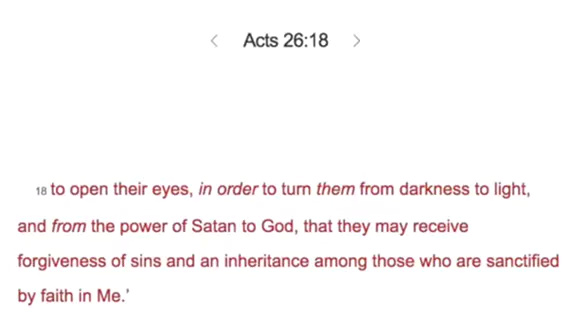 < Acts 26:18 >
18 to open their eyes, in order to turn them from darkness to light,
and from the power of Satan to God, that they may receive
forgiveness of sins and an inheritance among those who are sanctified
by faith in Me.’